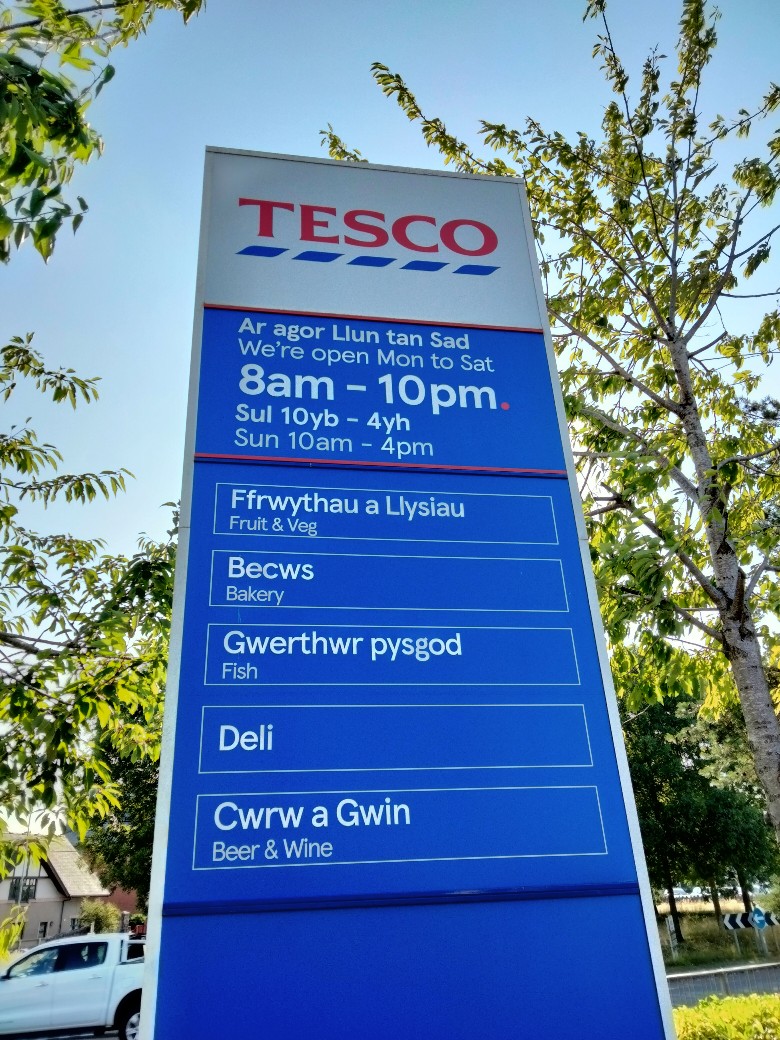 TESCO
Ar agor Llun tan Sad
We're open Mon to Sat
8am – 10pm.
Sul 10yb – 4yh
Sun 10am – 4pm
Ffrwythau a Llysiau
Fruit & Veg
Becws
Bakery
Gwerthwr pysgod
Fish
Deli
Cwrw a Gwin
Beer & Wine